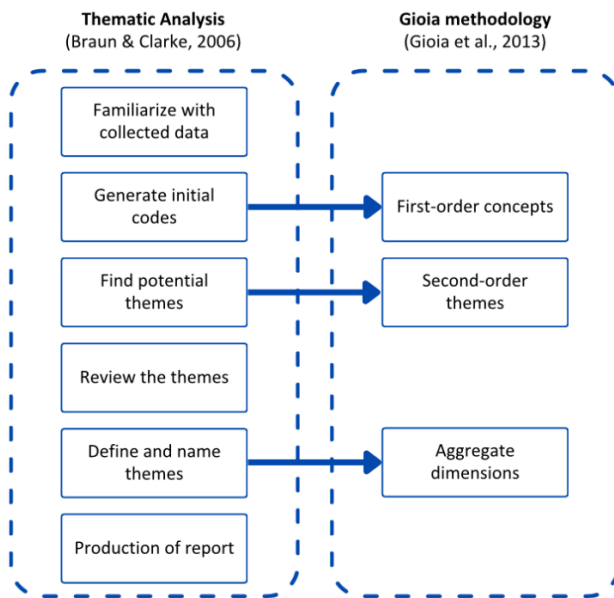 Thematic Analysis
(Braun & Clarke, 2006)
Familiarize with
collected data
Generate initial
codes
Find potential
themes
Review the themes
Define and name
themes
Production of report
Gioia methodology
(Gioia et al., 2013)
First-order concepts
Second-order
themes
Aggregate
dimensions